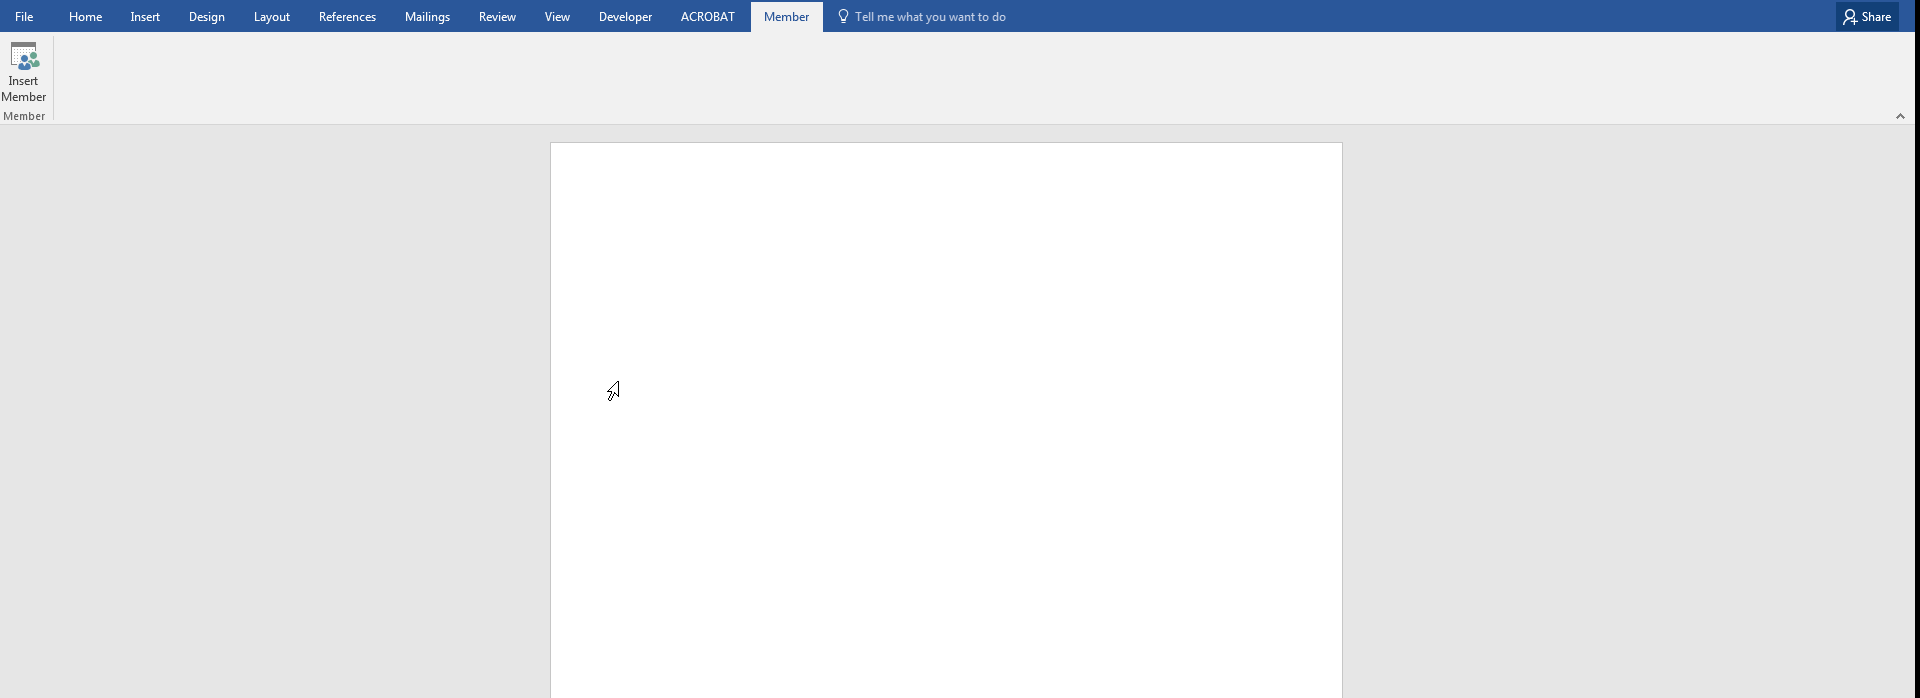 File Home Insert Design Layout References Mailings Review View Developer ACROBAT Member Tell me what you want to do Share
Insert
Member
Member